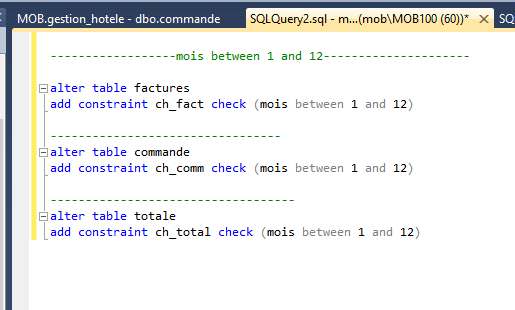 MOB.gestion_hotele - dbo.commande SQLQuery2.sql - m...(mob\MOB100 (60))* SQ
------------------mois between 1 and 12---------------------
alter table factures
add constraint ch_fact check (mois between 1 and 12)
---------------------------------
alter table commande
add constraint ch_comm check (mois between 1 and 12)
-----------------------------------
alter table totale
add constraint ch_total check (mois between 1 and 12)